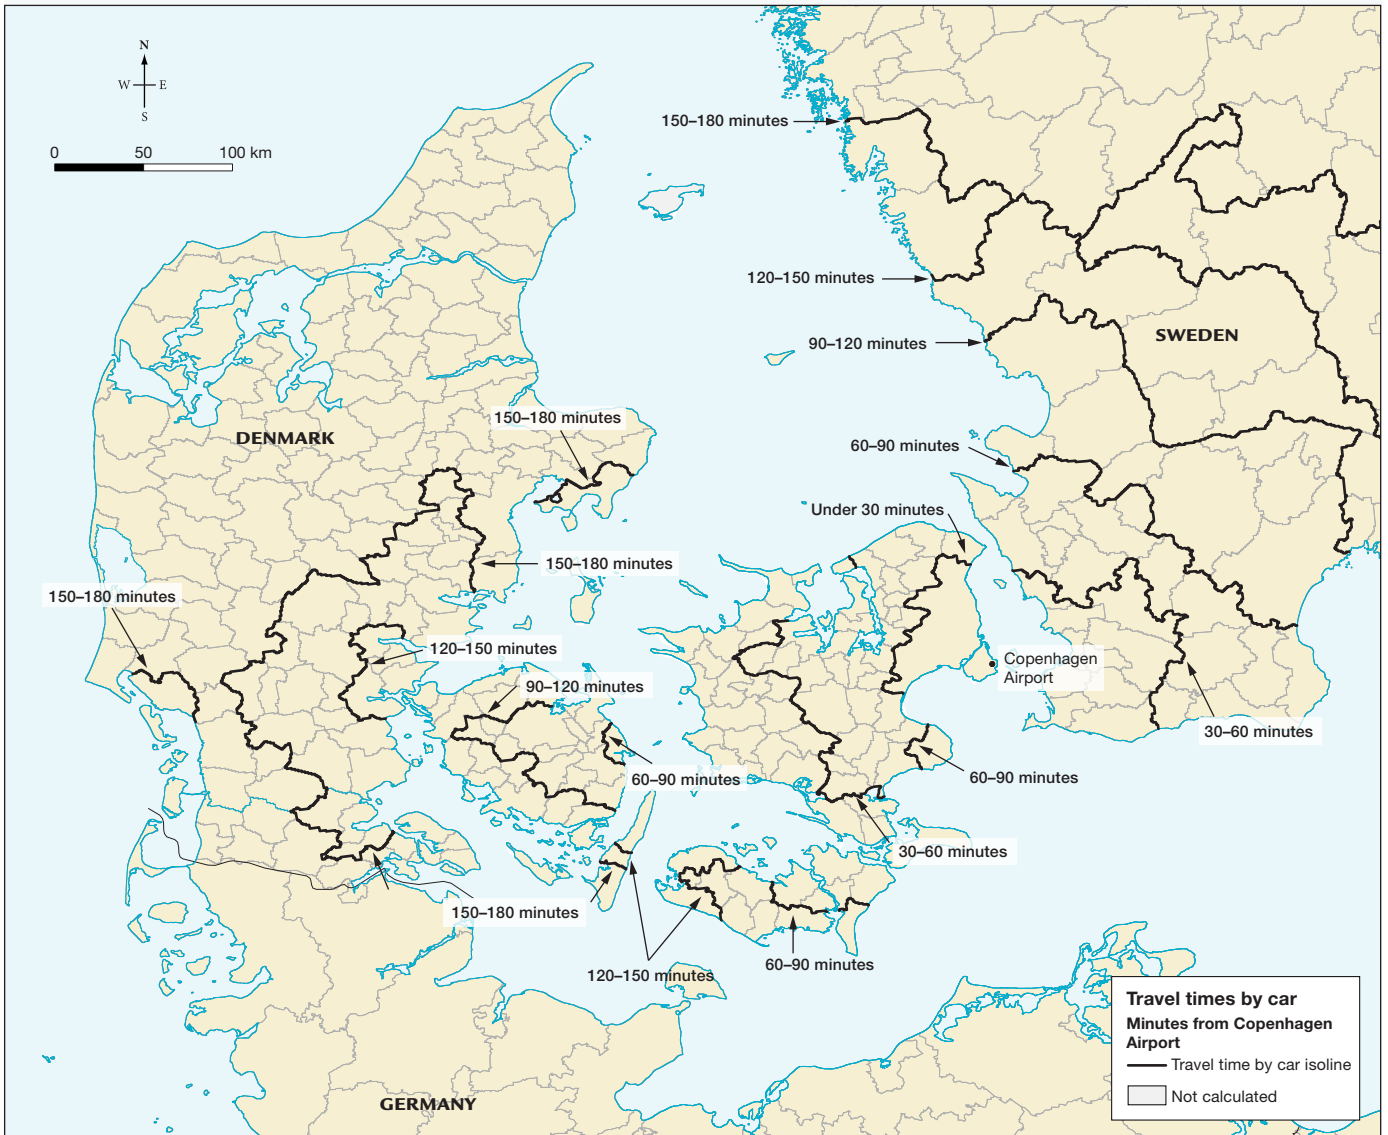 N
W E
S
0 50 100 km
150–180 minutes
120–150 minutes
90–120 minutes
SWEDEN
60–90 minutes
Under 30 minutes
150–180 minutes
DENMARK
150–180 minutes
150–180 minutes
120–150 minutes
90–120 minutes
Copenhagen
Airport
30–60 minutes
60–90 minutes
60–90 minutes
30–60 minutes
150–180 minutes
120–150 minutes
60–90 minutes
GERMANY
Travel times by car
Minutes from Copenhagen
Airport
Travel time by car isoline
Not calculated